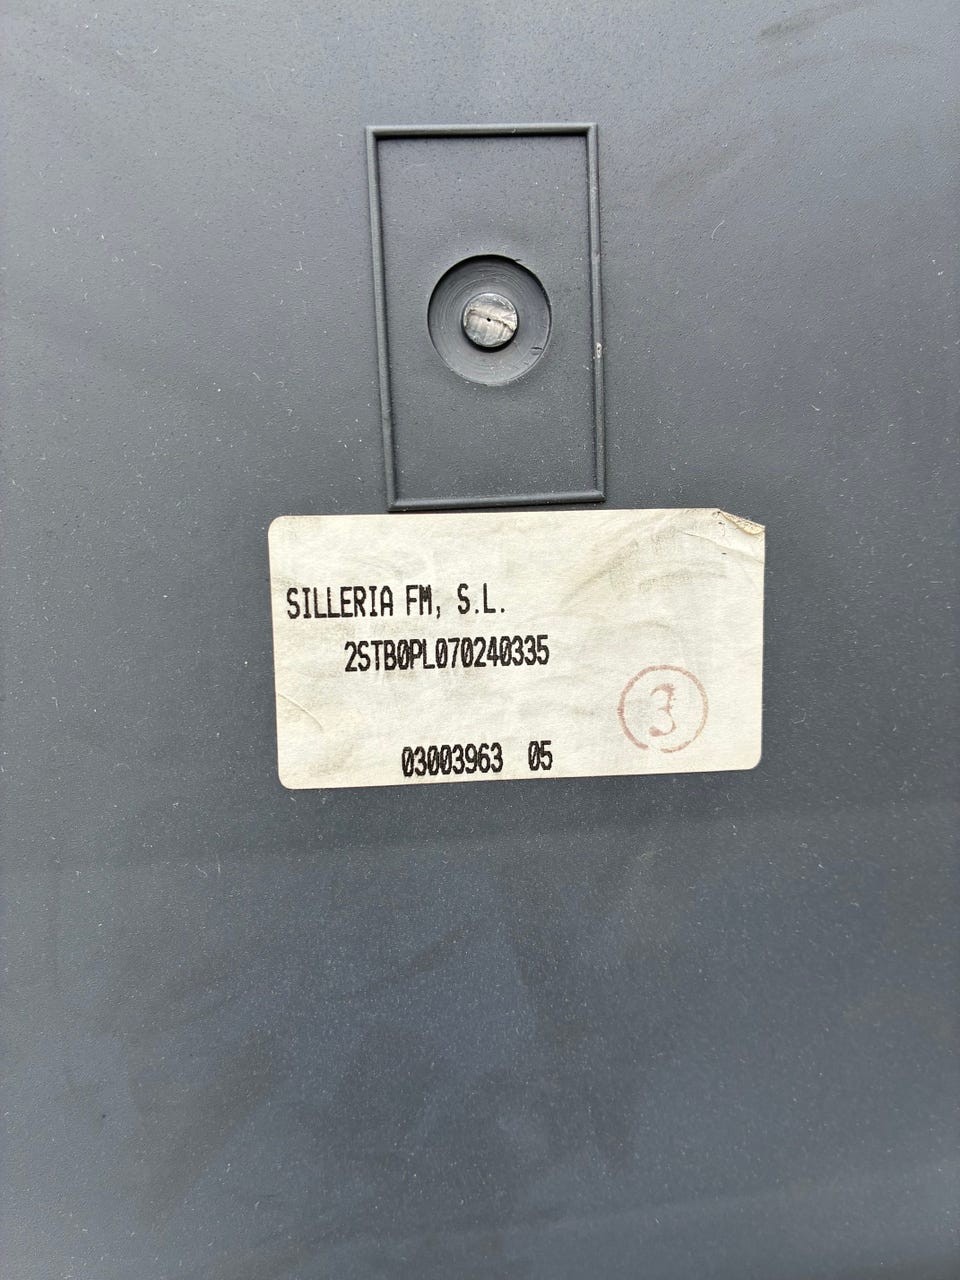 SILLERIA FM, S.L.
2STB0PL070240335
3
03003963 05